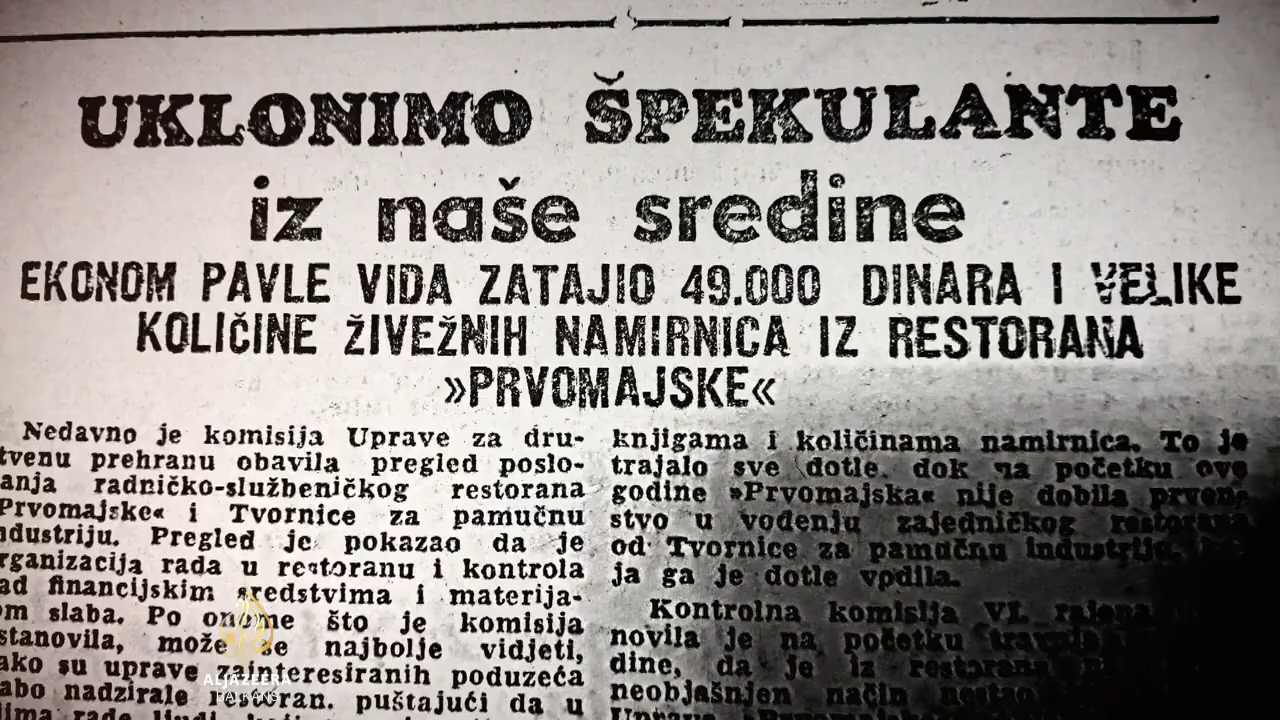 UKLONIMO ŠPEKULANTE
iz naše sredine
EKONOM PAVLE VIDA ZATAJIO 49.000 DINARA I VELIKE
KOLIČINE ŽIVEŽNIH NAMIRNICA IZ RESTORANA
»PRVOMAJSKE«
Nedavno je komisija Uprave za dru-
tvenu prehranu obavila pregled poslo-
anja radničko-službeničkog restorana
Prvomajske« i Tvornice za pamučnu
ndustriju. Pregled je pokazao da je
rganizacija rada u restoranu i kontrola
ad financijskim sredstvima i materija-
om slaba. Po onome što je komisija
stanovila, može se najbolje vidjeti,
ako su uprave zainteresiranih poduzeća
abo nadzirale restoran, puštajući da u
knjigama i količinama namirnica. To je
trajalo sve dotle, dok na početku ove
godine »Prvomajska« nije dobila prven-
stvo u vođenju zajedničkog restorana
od Tvornice za pamučnu industriju,
ja ga je dotle vodila.
Kontrolna komisija VI. rajona
novila je na početku
dine, da je iz restorana
neobjašnjen način nestao
ALJAZEERA
BALKANS